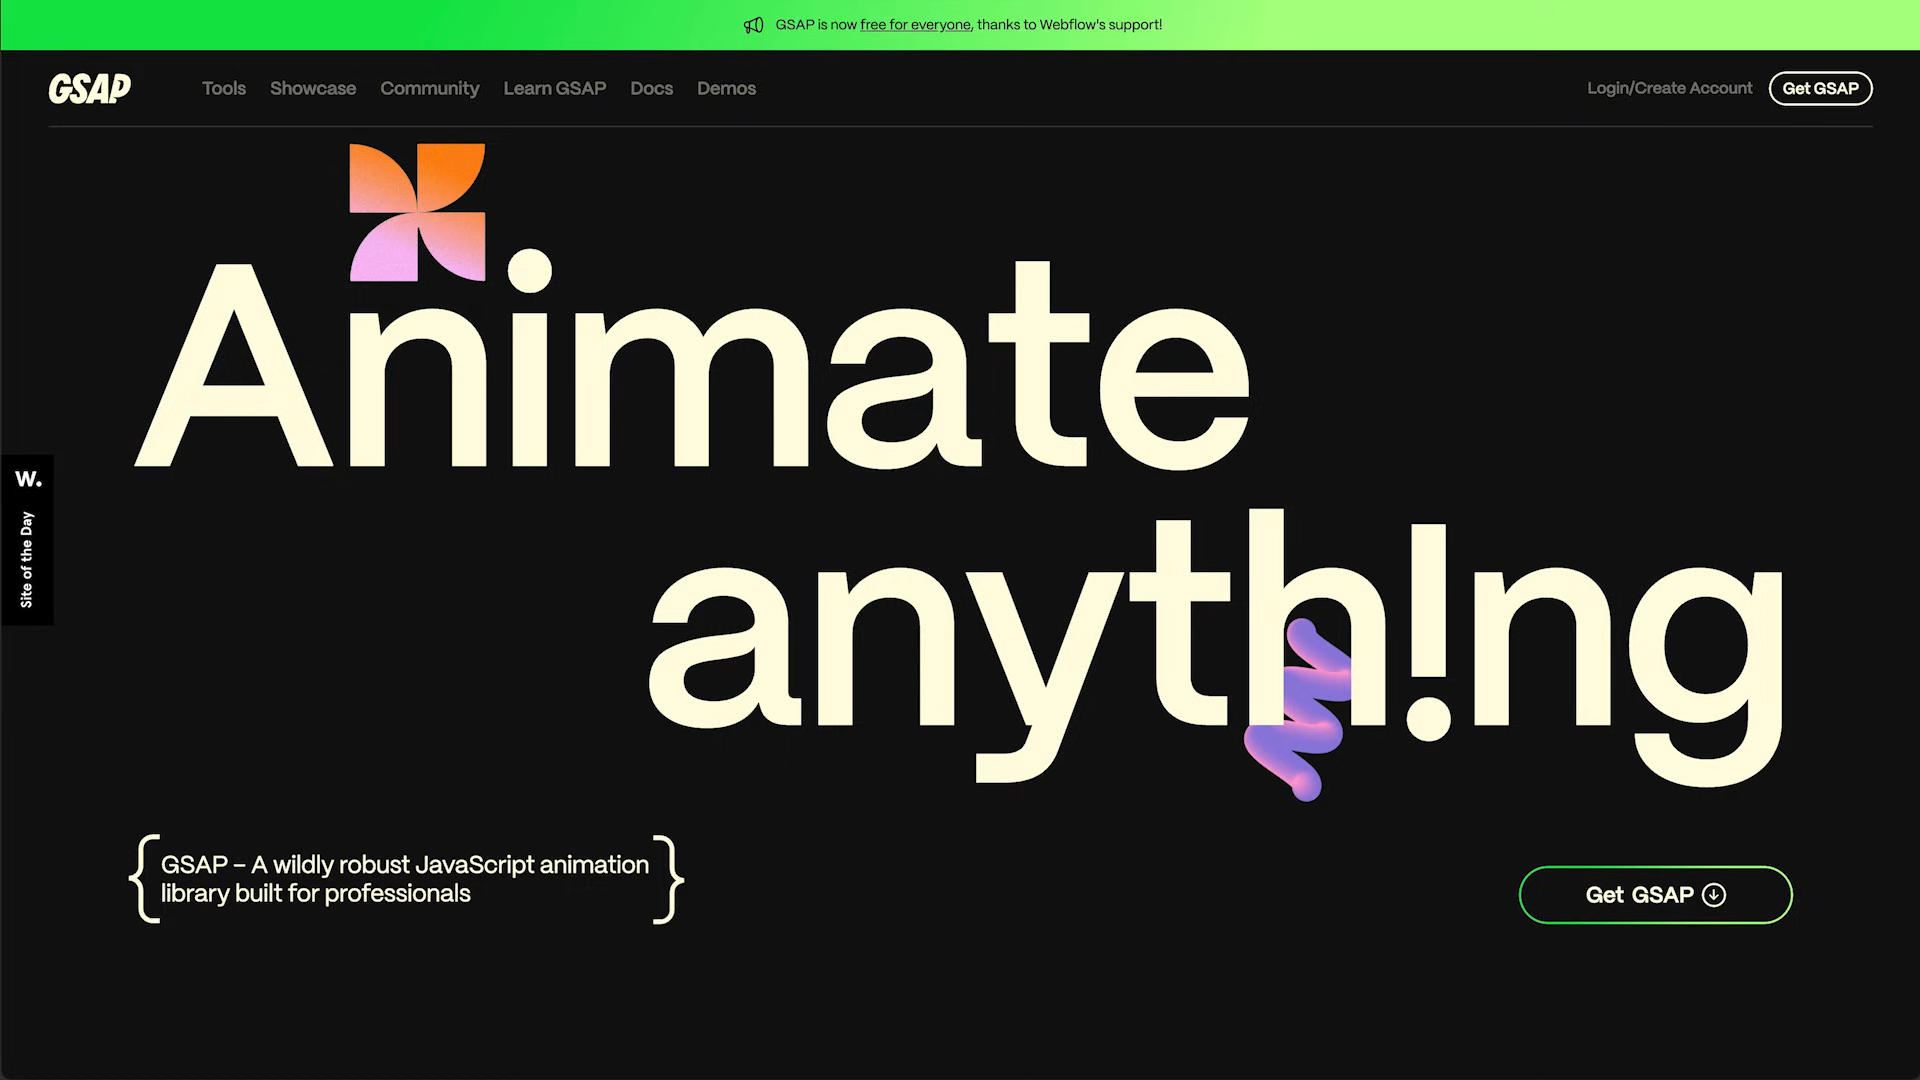 GSAP is now free for everyone, thanks to Webflow's support!
GSAP
Tools
Showcase
Community
Learn GSAP
Docs
Demos
Login/Create Account
Get GSAP
Animate
anyth!ng
W.
Site of the Day
{GSAP – A wildly robust JavaScript animation
library built for professionals}
Get GSAP